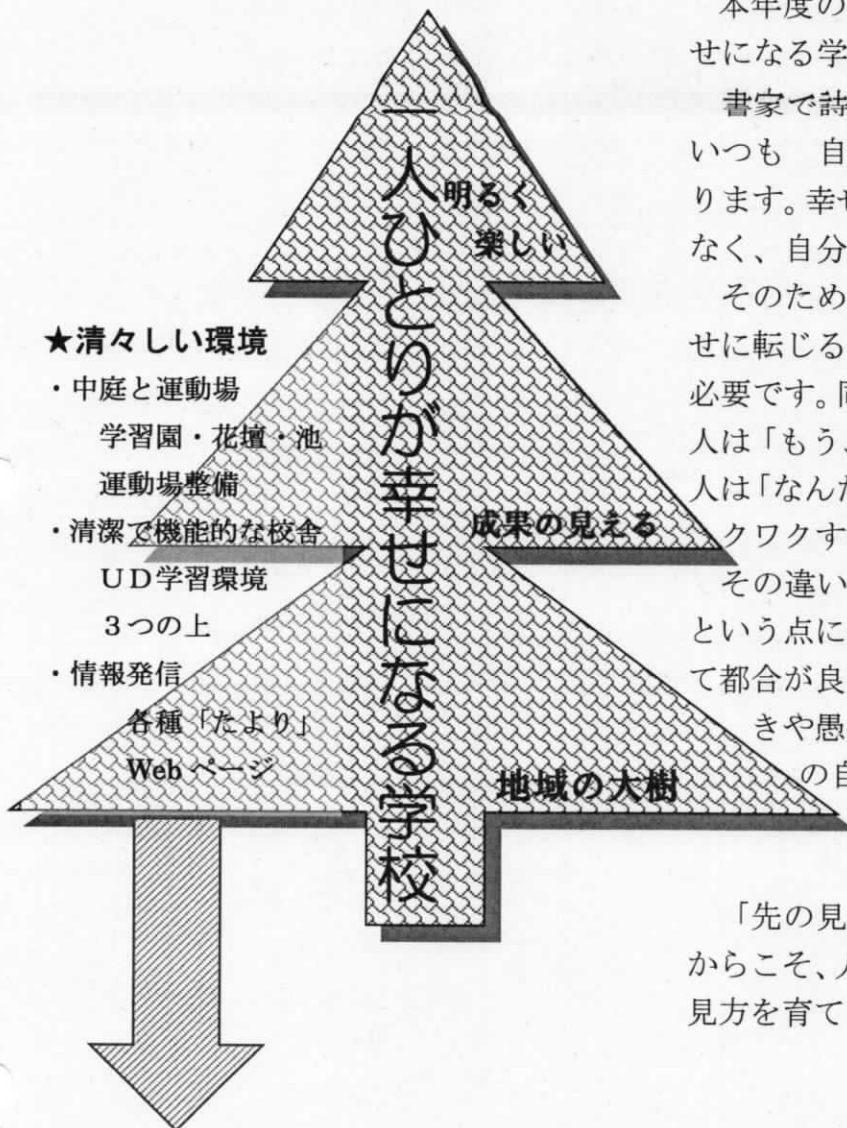 一人ひとりが幸せになる学校
明るく
楽しい
成果の見える
地域の大樹
★清々しい環境
・中庭と運動場
学習園・花壇・池
運動場整備
・清潔で機能的な校舎
UD学習環境
3つの上
・情報発信
各種「たより」
Webページ
本年度の
せになる学
書家で詩
いつも 自
ります。幸せ
なく、自分
そのため
せに転じる
必要です。同
人は「もう、
人は「なんた
クワクす
その違い
という点に
て都合が良
きや愚
の自
「先の見
からこそ、人
見方を育て